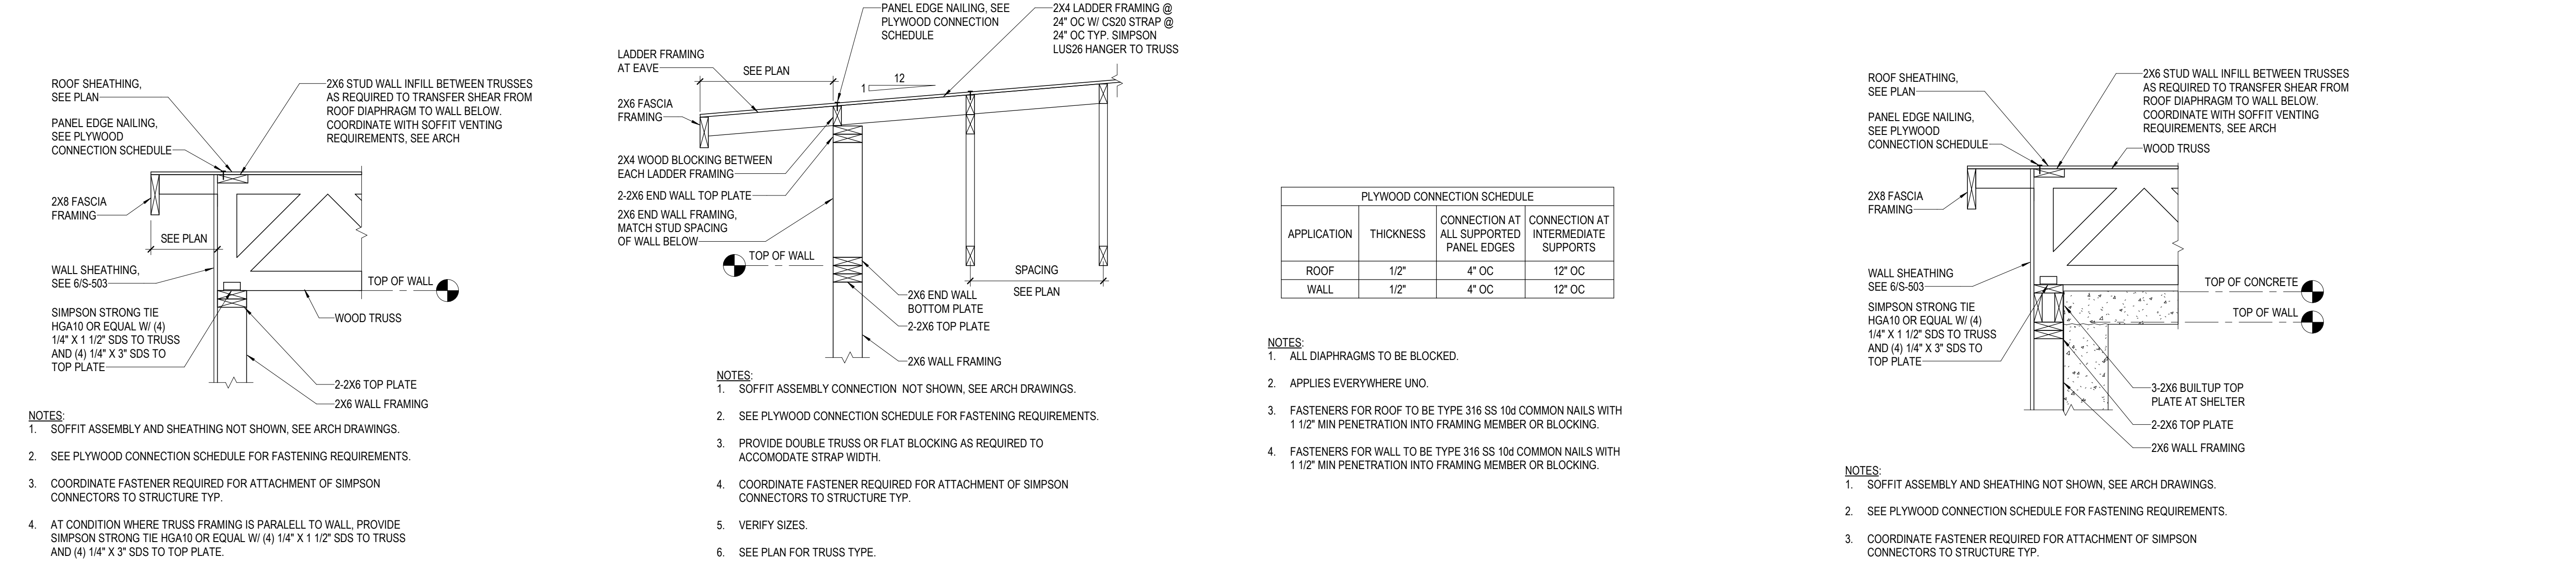 ROOF SHEATHING,
SEE PLAN
PANEL EDGE NAILING,
SEE PLYWOOD
CONNECTION SCHEDULE
2X8 FASCIA
FRAMING
SEE PLAN
WALL SHEATHING,
SEE 6/S-503
SIMPSON STRONG TIE
HGA10 OR EQUAL W/ (4)
1/4" X 1 1/2" SDS TO TRUSS
AND (4) 1/4" X 3" SDS TO
TOP PLATE
2X6 STUD WALL INFILL BETWEEN TRUSSES
AS REQUIRED TO TRANSFER SHEAR FROM
ROOF DIAPHRAGM TO WALL BELOW.
COORDINATE WITH SOFFIT VENTING
REQUIREMENTS, SEE ARCH
TOP OF WALL
WOOD TRUSS
2-2X6 TOP PLATE
2X6 WALL FRAMING
NOTES:
1. SOFFIT ASSEMBLY AND SHEATHING NOT SHOWN, SEE ARCH DRAWINGS.
2. SEE PLYWOOD CONNECTION SCHEDULE FOR FASTENING REQUIREMENTS.
3. COORDINATE FASTENER REQUIRED FOR ATTACHMENT OF SIMPSON
CONNECTORS TO STRUCTURE TYP.
4. AT CONDITION WHERE TRUSS FRAMING IS PARALELL TO WALL, PROVIDE
SIMPSON STRONG TIE HGA10 OR EQUAL W/ (4) 1/4" X 1 1/2" SDS TO TRUSS
AND (4) 1/4" X 3" SDS TO TOP PLATE.
PANEL EDGE NAILING, SEE
PLYWOOD CONNECTION
SCHEDULE
2X4 LADDER FRAMING @
24" OC W/ CS20 STRAP @
24" OC TYP. SIMPSON
LUS26 HANGER TO TRUSS
LADDER FRAMING
AT EAVE
SEE PLAN
12
1
2X6 FASCIA
FRAMING
2X4 WOOD BLOCKING BETWEEN
EACH LADDER FRAMING
2-2X6 END WALL TOP PLATE
2X6 END WALL FRAMING,
MATCH STUD SPACING
OF WALL BELOW
TOP OF WALL
SPACING
SEE PLAN
2X6 END WALL
BOTTOM PLATE
2-2X6 TOP PLATE
2X6 WALL FRAMING
NOTES:
1. SOFFIT ASSEMBLY CONNECTION NOT SHOWN, SEE ARCH DRAWINGS.
2. SEE PLYWOOD CONNECTION SCHEDULE FOR FASTENING REQUIREMENTS.
3. PROVIDE DOUBLE TRUSS OR FLAT BLOCKING AS REQUIRED TO
ACCOMODATE STRAP WIDTH.
4. COORDINATE FASTENER REQUIRED FOR ATTACHMENT OF SIMPSON
CONNECTORS TO STRUCTURE TYP.
5. VERIFY SIZES.
6. SEE PLAN FOR TRUSS TYPE.
PLYWOOD CONNECTION SCHEDULE
APPLICATION THICKNESS CONNECTION AT ALL SUPPORTED PANEL EDGES CONNECTION AT INTERMEDIATE SUPPORTS
ROOF 1/2" 4" OC 12" OC
WALL 1/2" 4" OC 12" OC
NOTES:
1. ALL DIAPHRAGMS TO BE BLOCKED.
2. APPLIES EVERYWHERE UNO.
3. FASTENERS FOR ROOF TO BE TYPE 316 SS 10d COMMON NAILS WITH
1 1/2" MIN PENETRATION INTO FRAMING MEMBER OR BLOCKING.
4. FASTENERS FOR WALL TO BE TYPE 316 SS 10d COMMON NAILS WITH
1 1/2" MIN PENETRATION INTO FRAMING MEMBER OR BLOCKING.
ROOF SHEATHING,
SEE PLAN
PANEL EDGE NAILING,
SEE PLYWOOD
CONNECTION SCHEDULE
2X8 FASCIA
FRAMING
WALL SHEATHING
SEE 6/S-503
SIMPSON STRONG TIE
HGA10 OR EQUAL W/ (4)
1/4" X 1 1/2" SDS TO TRUSS
AND (4) 1/4" X 3" SDS TO
TOP PLATE
2X6 STUD WALL INFILL BETWEEN TRUSSES
AS REQUIRED TO TRANSFER SHEAR FROM
ROOF DIAPHRAGM TO WALL BELOW.
COORDINATE WITH SOFFIT VENTING
REQUIREMENTS, SEE ARCH
WOOD TRUSS
TOP OF CONCRETE
TOP OF WALL
3-2X6 BUILTUP TOP
PLATE AT SHELTER
2-2X6 TOP PLATE
2X6 WALL FRAMING
NOTES:
1. SOFFIT ASSEMBLY AND SHEATHING NOT SHOWN, SEE ARCH DRAWINGS.
2. SEE PLYWOOD CONNECTION SCHEDULE FOR FASTENING REQUIREMENTS.
3. COORDINATE FASTENER REQUIRED FOR ATTACHMENT OF SIMPSON
CONNECTORS TO STRUCTURE TYP.